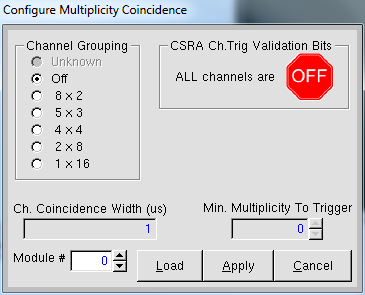 Configure Multiplicity Coincidence
Channel Grouping
Unknown
Off
8 x 2
5 x 3
4 x 4
2 x 8
1 x 16
CSRA Ch.Trig Validation Bits
ALL channels are OFF
Ch. Coincidence Width (us)
1
Min. Multiplicity To Trigger
0
Module # 0
Load Apply Cancel